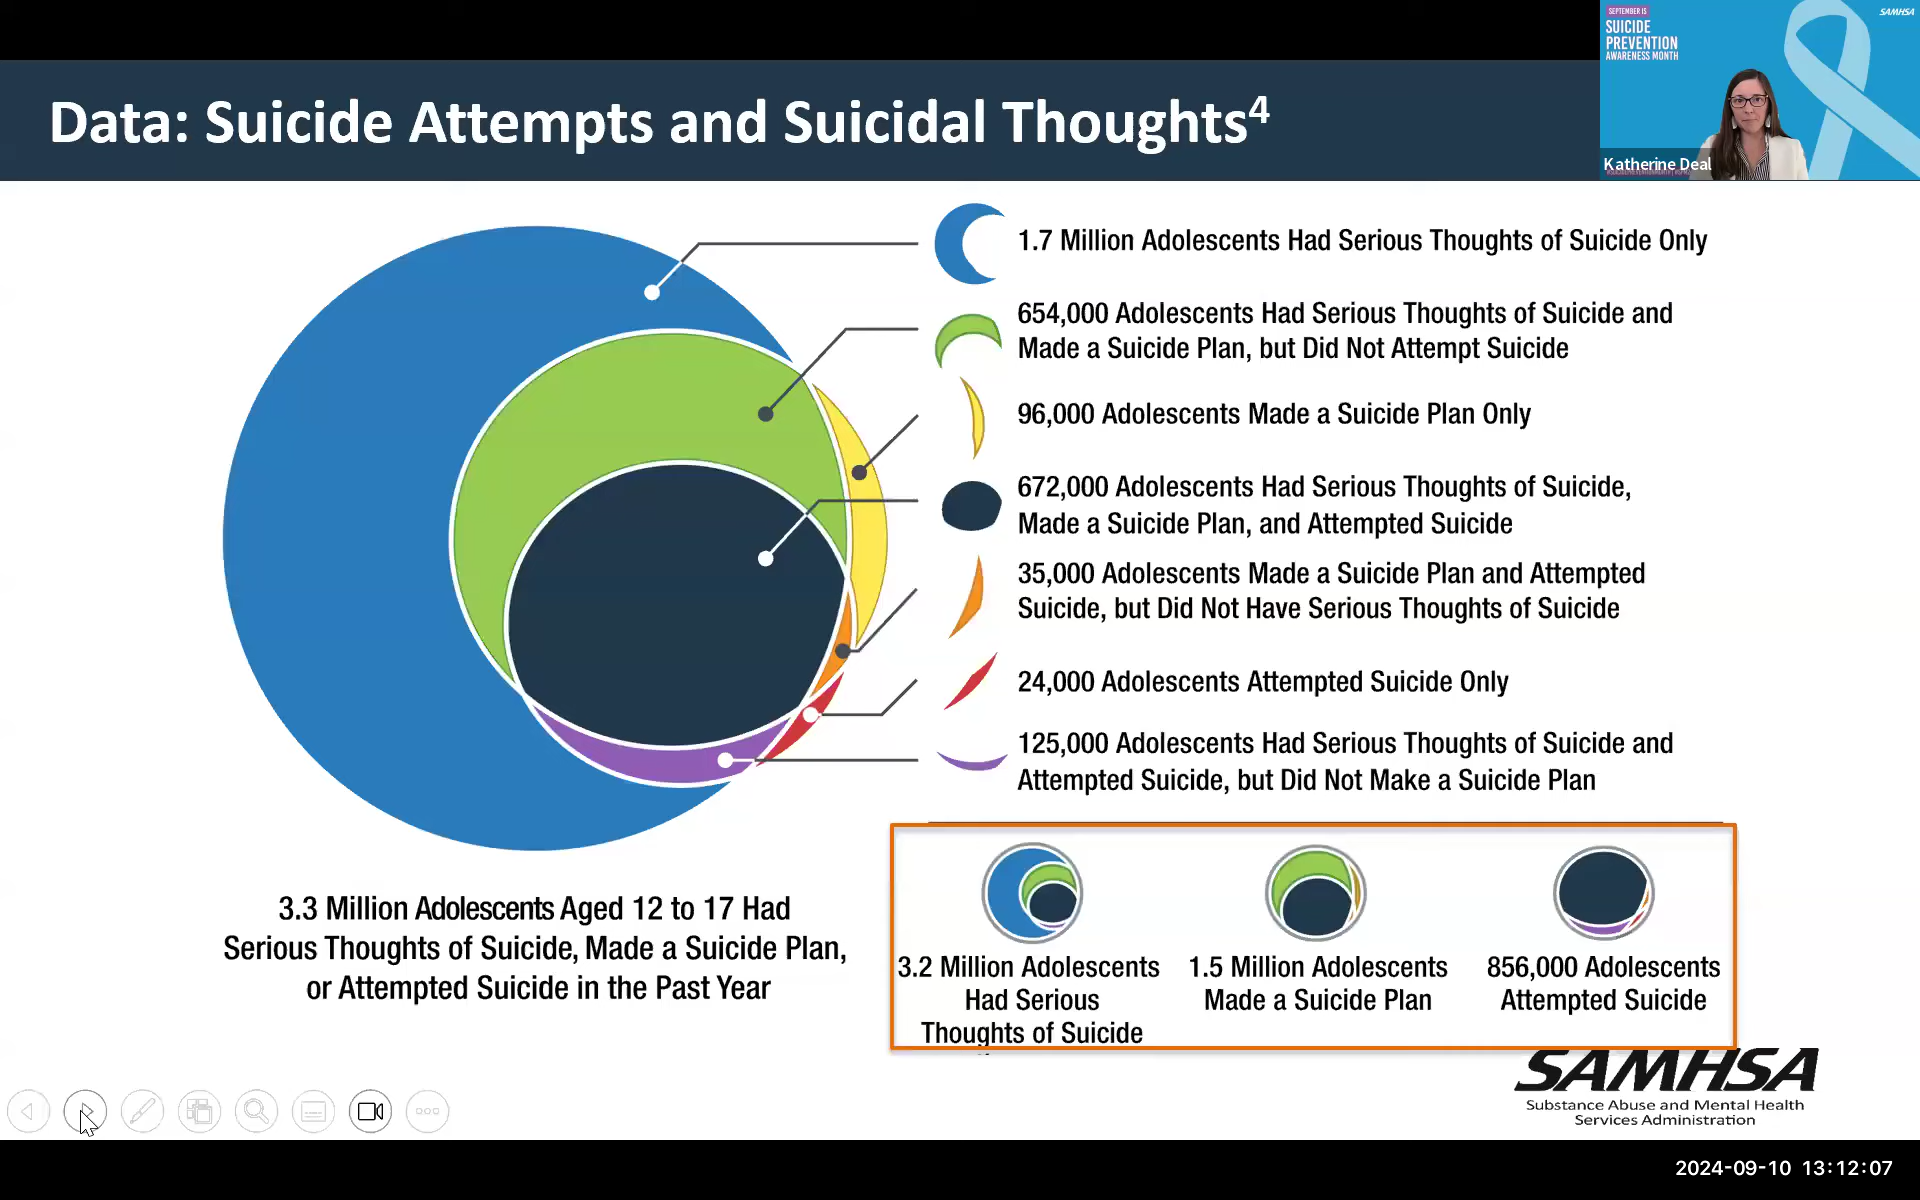 SEPTEMBER IS
SUICIDE
PREVENTION
AWARENESS MONTH
SAMHSA
Katherine Deal
Data: Suicide Attempts and Suicidal Thoughts4
1.7 Million Adolescents Had Serious Thoughts of Suicide Only
654,000 Adolescents Had Serious Thoughts of Suicide and
Made a Suicide Plan, but Did Not Attempt Suicide
96,000 Adolescents Made a Suicide Plan Only
672,000 Adolescents Had Serious Thoughts of Suicide,
Made a Suicide Plan, and Attempted Suicide
35,000 Adolescents Made a Suicide Plan and Attempted
Suicide, but Did Not Have Serious Thoughts of Suicide
24,000 Adolescents Attempted Suicide Only
125,000 Adolescents Had Serious Thoughts of Suicide and
Attempted Suicide, but Did Not Make a Suicide Plan
3.3 Million Adolescents Aged 12 to 17 Had
Serious Thoughts of Suicide, Made a Suicide Plan,
or Attempted Suicide in the Past Year
3.2 Million Adolescents
Had Serious
Thoughts of Suicide
1.5 Million Adolescents
Made a Suicide Plan
856,000 Adolescents
Attempted Suicide
SAMHSA
Substance Abuse and Mental Health
Services Administration
2024-09-10 13:12:07